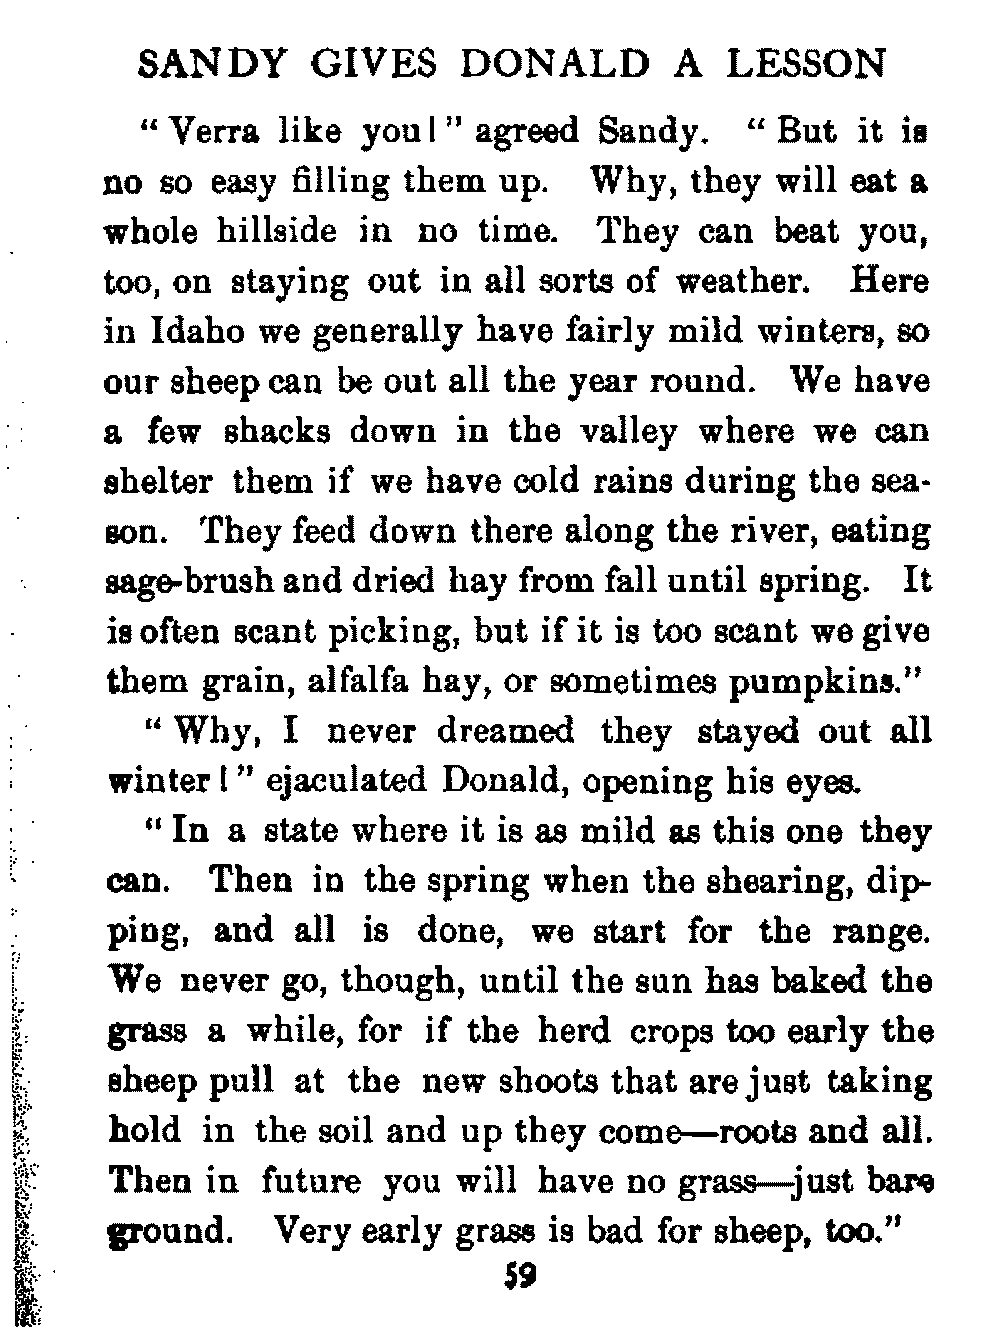 SANDY GIVES DONALD A LESSON
“Verra like you!” agreed Sandy. “But it is
no so easy filling them up. Why, they will eat a
whole hillside in no time. They can beat you,
too, on staying out in all sorts of weather. Here
in Idaho we generally have fairly mild winters, so
our sheep can be out all the year round. We have
a few shacks down in the valley where we can
shelter them if we have cold rains during the sea-
son. They feed down there along the river, eating
sage-brush and dried hay from fall until spring. It
is often scant picking, but if it is too scant we give
them grain, alfalfa hay, or sometimes pumpkins.”
“Why, I never dreamed they stayed out all
winter!” ejaculated Donald, opening his eyes.
“In a state where it is as mild as this one they
can. Then in the spring when the shearing, dip-
ping, and all is done, we start for the range.
We never go, though, until the sun has baked the
grass a while, for if the herd crops too early the
sheep pull at the new shoots that are just taking
hold in the soil and up they come—roots and all.
Then in future you will have no grass—just bare
ground. Very early grass is bad for sheep, too.”
59